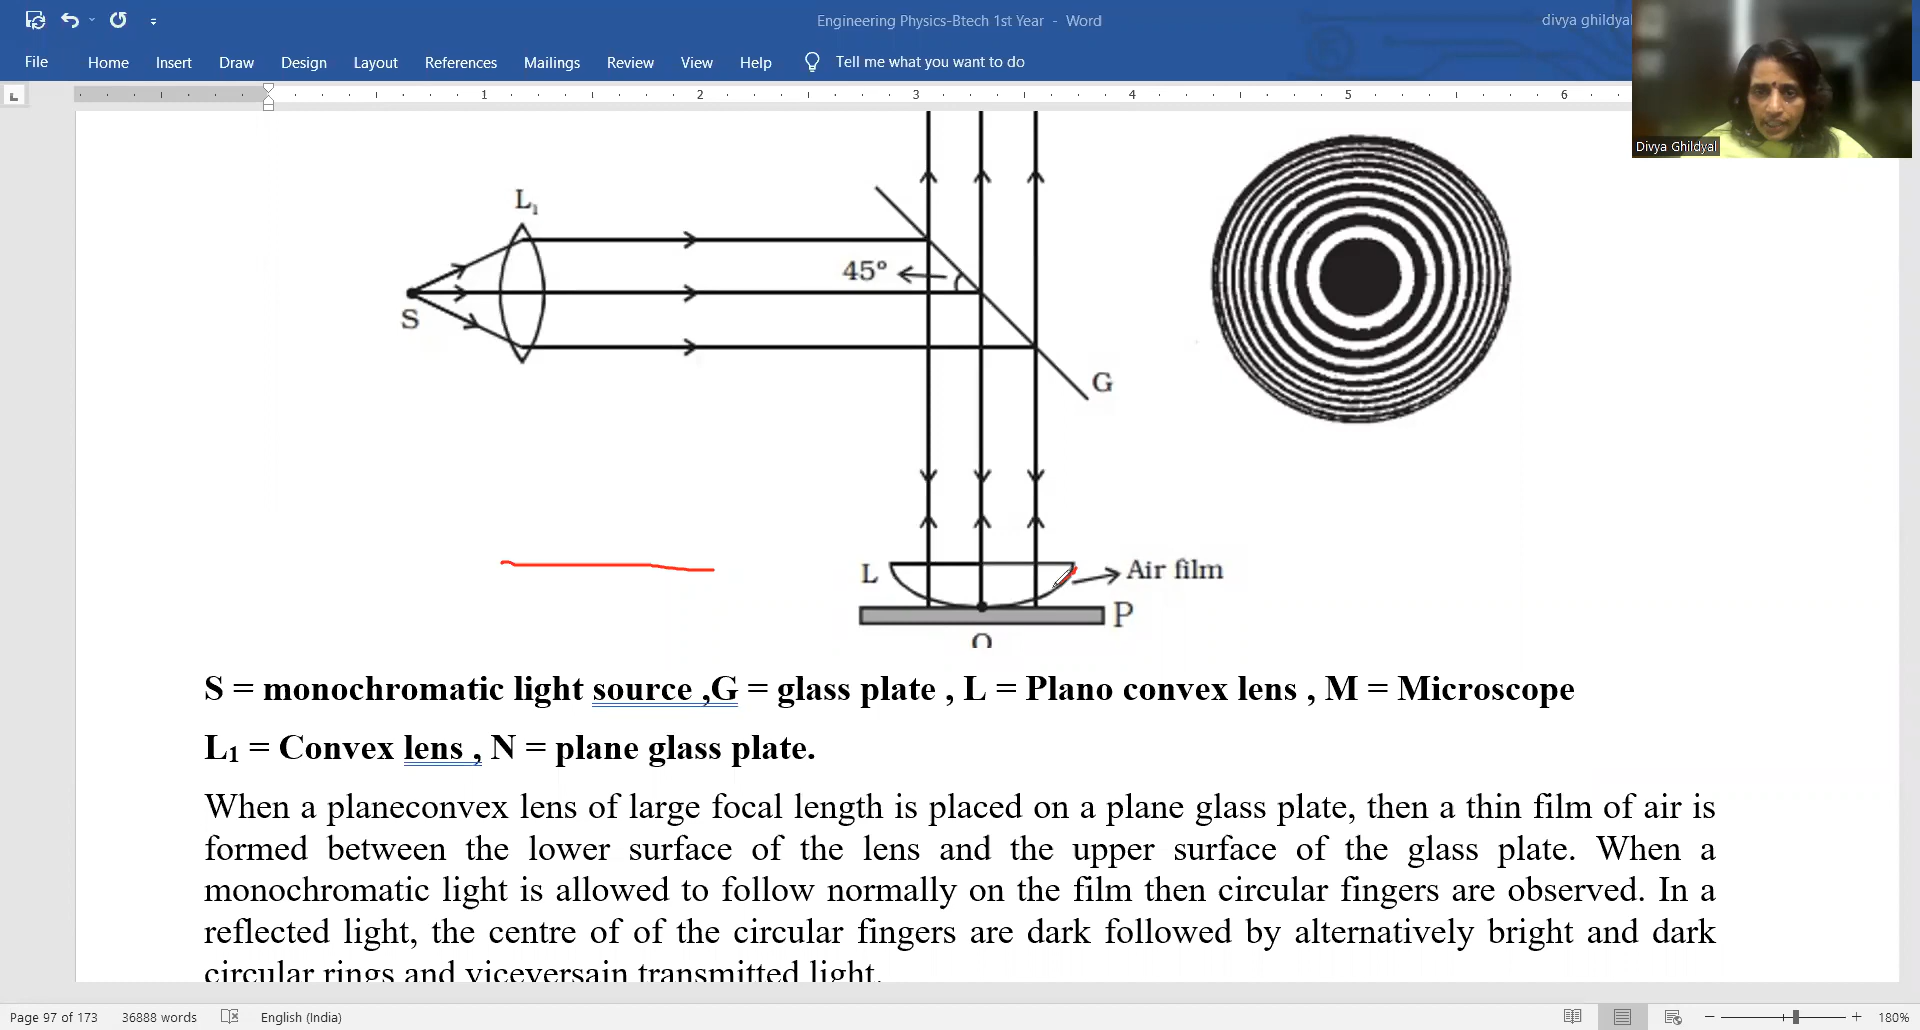 Engineering Physics-Btech 1st Year - Word
divya ghildyal
File Home Insert Draw Design Layout References Mailings Review View Help Tell me what you want to do
1 2 3 4 5 6
Divya Ghildyal
L₁
45°
S
G
L
Air film
P
O
S = monochromatic light source ,G = glass plate , L = Plano convex lens , M = Microscope
L₁ = Convex lens , N = plane glass plate.
When a planeconvex lens of large focal length is placed on a plane glass plate, then a thin film of air is
formed between the lower surface of the lens and the upper surface of the glass plate. When a
monochromatic light is allowed to follow normally on the film then circular fingers are observed. In a
reflected light, the centre of of the circular fingers are dark followed by alternatively bright and dark
circular rings and viceversain transmitted light.
Page 97 of 173 36888 words English (India) 180%